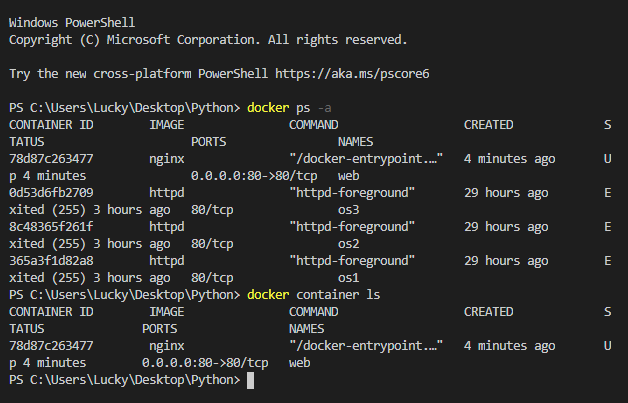 Windows PowerShell
Copyright (C) Microsoft Corporation. All rights reserved.
Try the new cross-platform PowerShell https://aka.ms/pscore6
PS C:\Users\Lucky\Desktop\Python> docker ps -a
CONTAINER ID        IMAGE               COMMAND                  CREATED             S
TATUS                     PORTS                NAMES
78d87c263477        nginx               "/docker-entrypoint.…"   4 minutes ago       U
p 4 minutes               0.0.0.0:80->80/tcp   web
0d53d6fb2709        httpd               "httpd-foreground"       29 hours ago        E
xited (255) 3 hours ago   80/tcp               os3
8c48365f261f        httpd               "httpd-foreground"       29 hours ago        E
xited (255) 3 hours ago   80/tcp               os2
365a3f1d82a8        httpd               "httpd-foreground"       29 hours ago        E
xited (255) 3 hours ago   80/tcp               os1
PS C:\Users\Lucky\Desktop\Python> docker container ls
CONTAINER ID        IMAGE               COMMAND                  CREATED             S
TATUS              PORTS                NAMES
78d87c263477        nginx               "/docker-entrypoint.…"   4 minutes ago       U
p 4 minutes        0.0.0.0:80->80/tcp   web
PS C:\Users\Lucky\Desktop\Python>